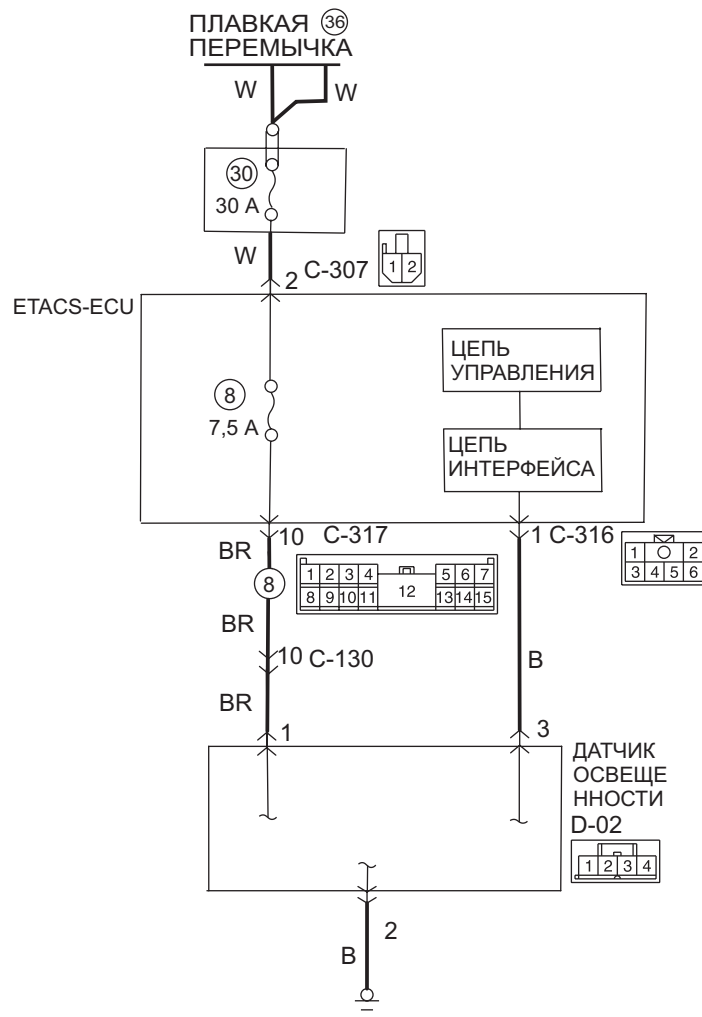 ПЛАВКАЯ 36
ПЕРЕМЫЧКА
W W
30
30 A
W
2 C-307
1 2
ETACS-ECU
ЦЕПЬ
УПРАВЛЕНИЯ
8
7,5 A
ЦЕПЬ
ИНТЕРФЕЙСА
10 C-317
1 C-316
BR
1 2 3 4 5 6 7
8 9 10 11 12 13 14 15
1 2
3 4 5 6
8
BR
10 C-130
B
BR
1
3
ДАТЧИК
ОСВЕЩЕ
ННОСТИ
D-02
1 2 3 4
2
B